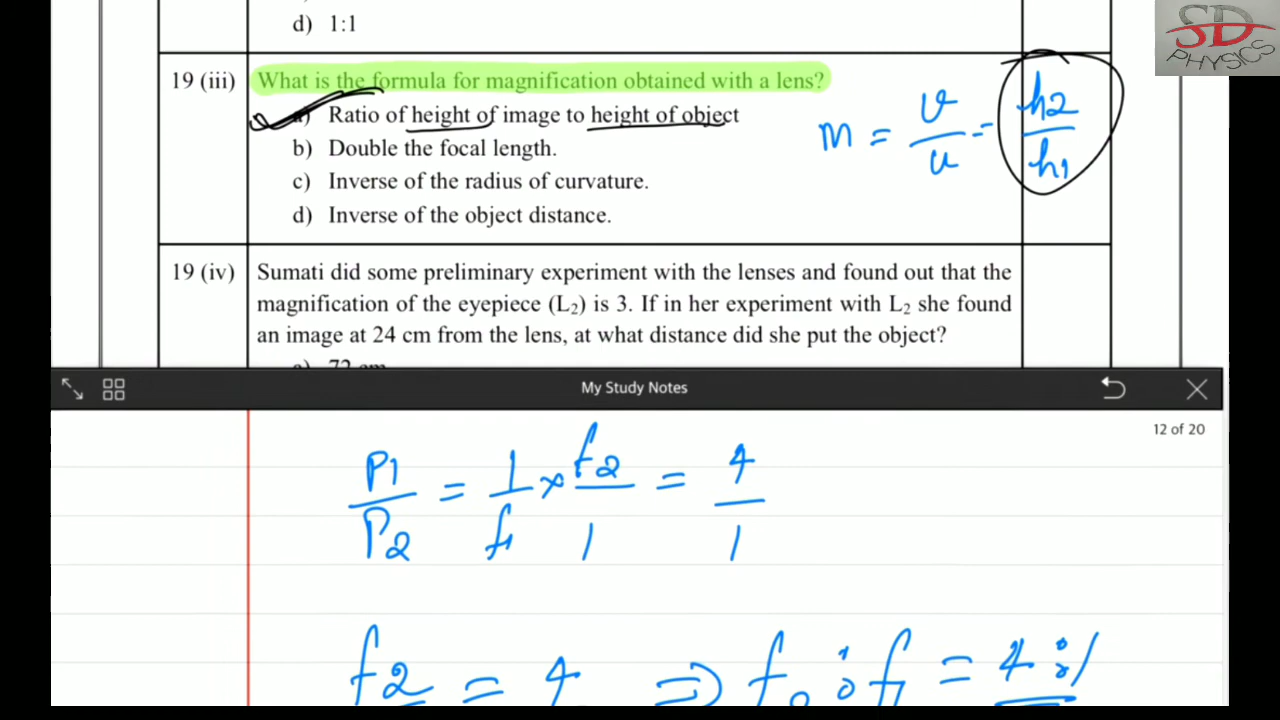 d) 1:1
SD
PHYSICS
19 (iii) What is the formula for magnification obtained with a lens?
a) Ratio of height of image to height of object
b) Double the focal length.
c) Inverse of the radius of curvature.
d) Inverse of the object distance.
m = v/u = h2/h1
19 (iv) Sumati did some preliminary experiment with the lenses and found out that the
magnification of the eyepiece (L₂) is 3. If in her experiment with L₂ she found
an image at 24 cm from the lens, at what distance did she put the object?
a) 72 cm
My Study Notes
12 of 20
P1/P2 = 1/f1 × f2/1 = 4/1
f2 = 4 ⇒ f2 : f1 = 4:1